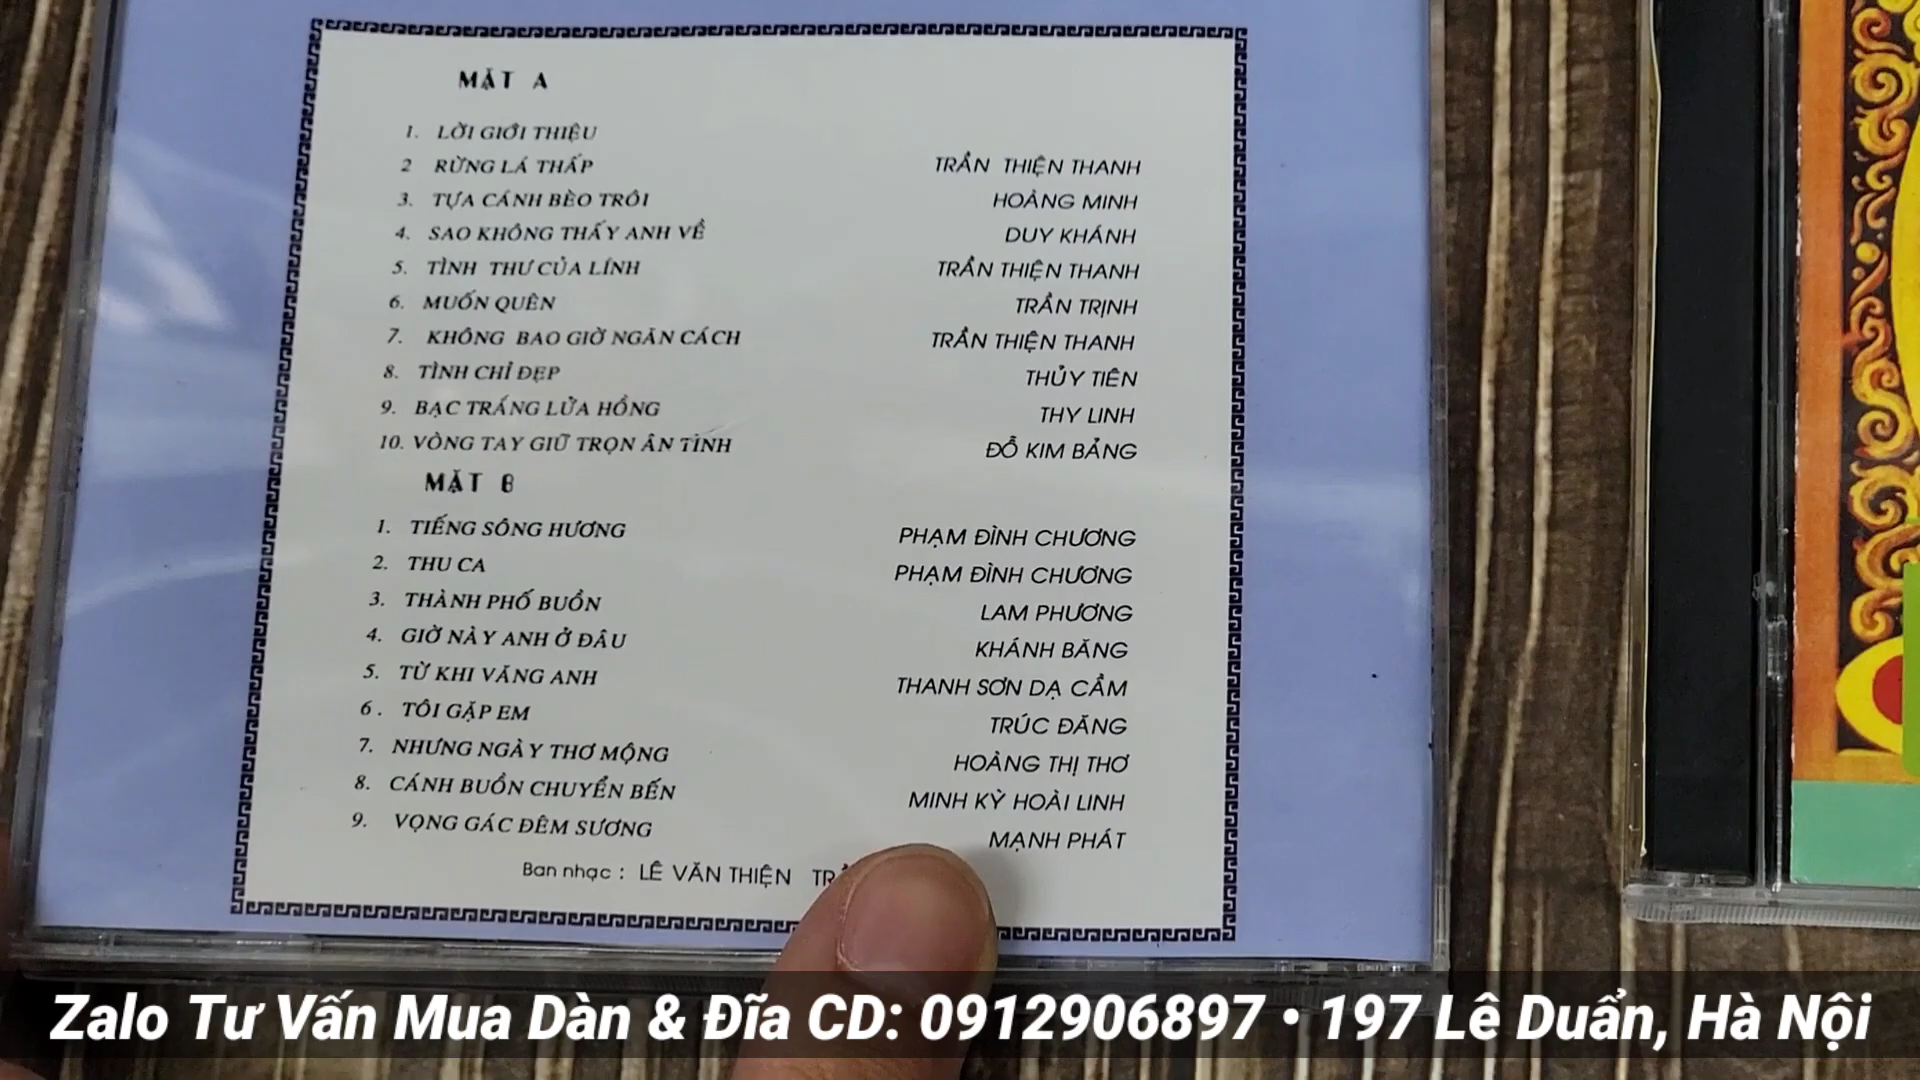 MẶT A
1. LỜI GIỚI THIỆU
2 RỪNG LÁ THẤP TRẦN THIỆN THANH
3. TỰA CÁNH BÈO TRÔI HOÀNG MINH
4. SAO KHÔNG THẤY ANH VỀ DUY KHÁNH
5. TÌNH THƯ CỦA LÍNH TRẦN THIỆN THANH
6. MUỐN QUÊN TRẦN TRỊNH
7. KHÔNG BAO GIỜ NGĂN CÁCH TRẦN THIỆN THANH
8. TÌNH CHỈ ĐẸP THỦY TIÊN
9. BẠC TRẮNG LỬA HỒNG THY LINH
10. VÒNG TAY GIỮ TRỌN ÂN TÌNH ĐỖ KIM BẢNG
MẶT B
1. TIẾNG SÔNG HƯƠNG PHẠM ĐÌNH CHƯƠNG
2. THU CA PHẠM ĐÌNH CHƯƠNG
3. THÀNH PHỐ BUỒN LAM PHƯƠNG
4. GIỜ NÀY ANH Ở ĐÂU KHÁNH BĂNG
5. TỪ KHI VẮNG ANH THANH SƠN DẠ CẦM
6. TÔI GẶP EM TRÚC ĐĂNG
7. NHƯNG NGÀY THƠ MỘNG HOÀNG THỊ THƠ
8. CÁNH BUỒN CHUYỂN BẾN MINH KỲ HOÀI LINH
9. VỌNG GÁC ĐÊM SƯƠNG MẠNH PHÁT
Ban nhạc : LÊ VĂN THIỆN
Zalo Tư Vấn Mua Dàn & Đĩa CD: 0912906897 • 197 Lê Duẩn, Hà Nội